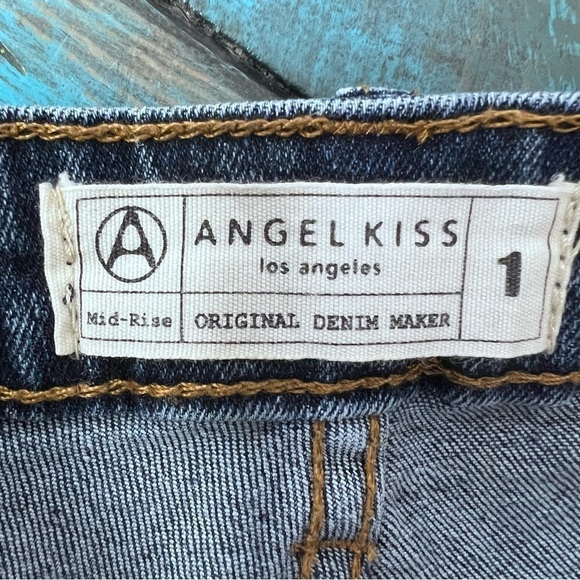 A
ANGEL KISS
los angeles
1
Mid-Rise
ORIGINAL DENIM MAKER